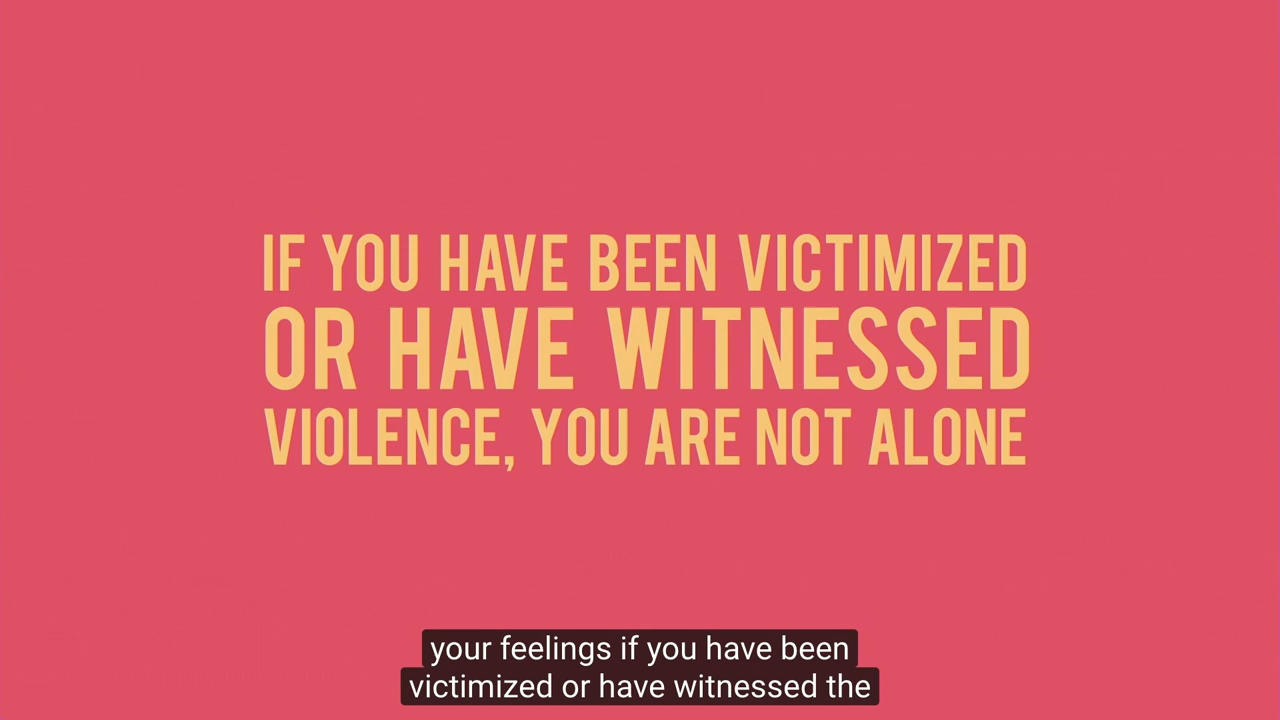 IF YOU HAVE BEEN VICTIMIZED
OR HAVE WITNESSED
VIOLENCE, YOU ARE NOT ALONE
your feelings if you have been
victimized or have witnessed the